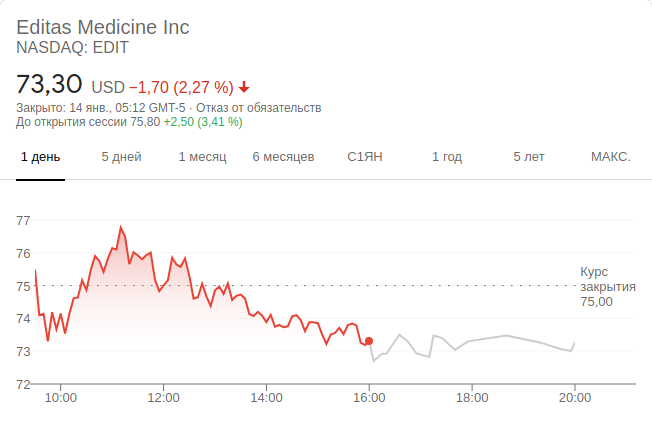 Editas Medicine Inc
NASDAQ: EDIT
73,30 USD −1,70 (2,27 %)
Закрыто: 14 янв., 05:12 GMT-5 · Отказ от обязательств
До открытия сессии 75,80 +2,50 (3,41 %)
1 день 5 дней 1 месяц 6 месяцев С1ЯН 1 год 5 лет МАКС.
77
76
Курс
закрытия
75,00
75
74
73
72
10:00 12:00 14:00 16:00 18:00 20:00